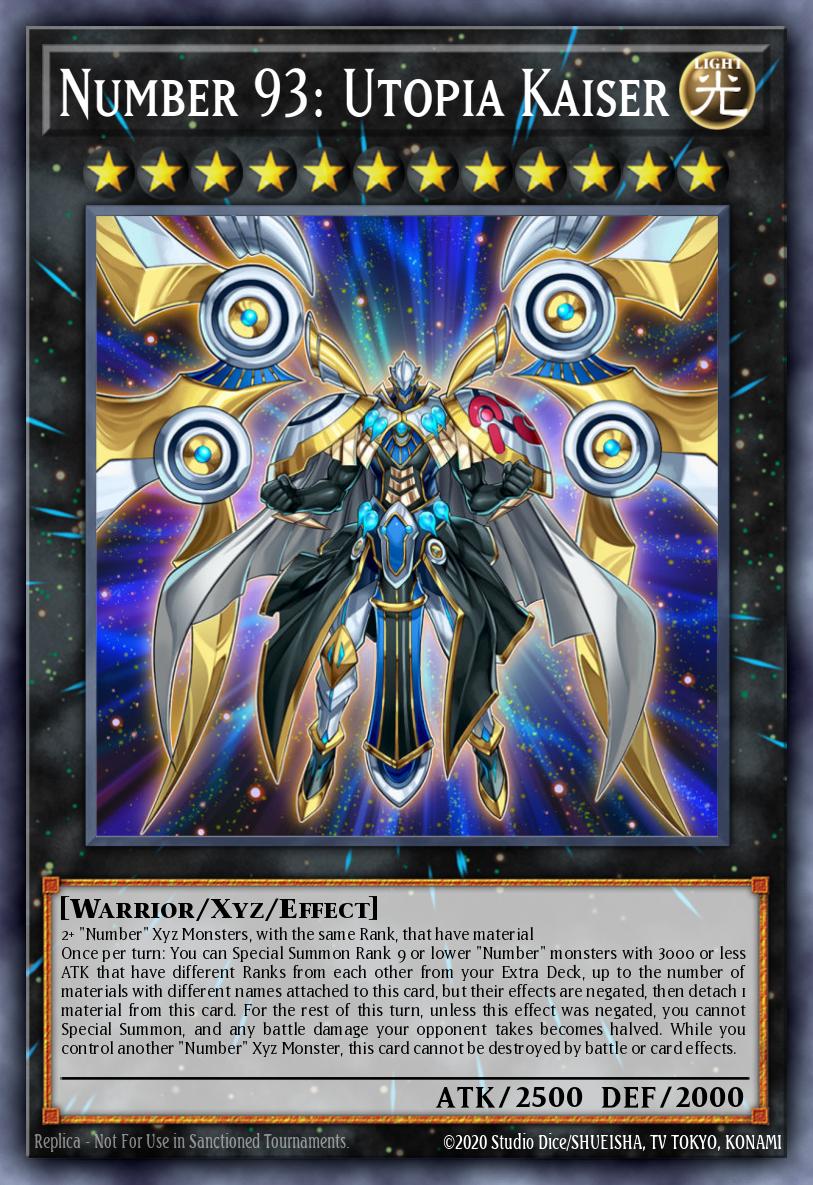 NUMBER 93: UTOPIA KAISER
LIGHT
光
[WARRIOR/XYZ/EFFECT]
2+ "Number" Xyz Monsters, with the same Rank, that have material
Once per turn: You can Special Summon Rank 9 or lower "Number" monsters with 3000 or less
ATK that have different Ranks from each other from your Extra Deck, up to the number of
materials with different names attached to this card, but their effects are negated, then detach 1
material from this card. For the rest of this turn, unless this effect was negated, you cannot
Special Summon, and any battle damage your opponent takes becomes halved. While you
control another "Number" Xyz Monster, this card cannot be destroyed by battle or card effects.
ATK/2500 DEF/2000
Replica - Not For Use in Sanctioned Tournaments.
©2020 Studio Dice/SHUEISHA, TV TOKYO, KONAMI